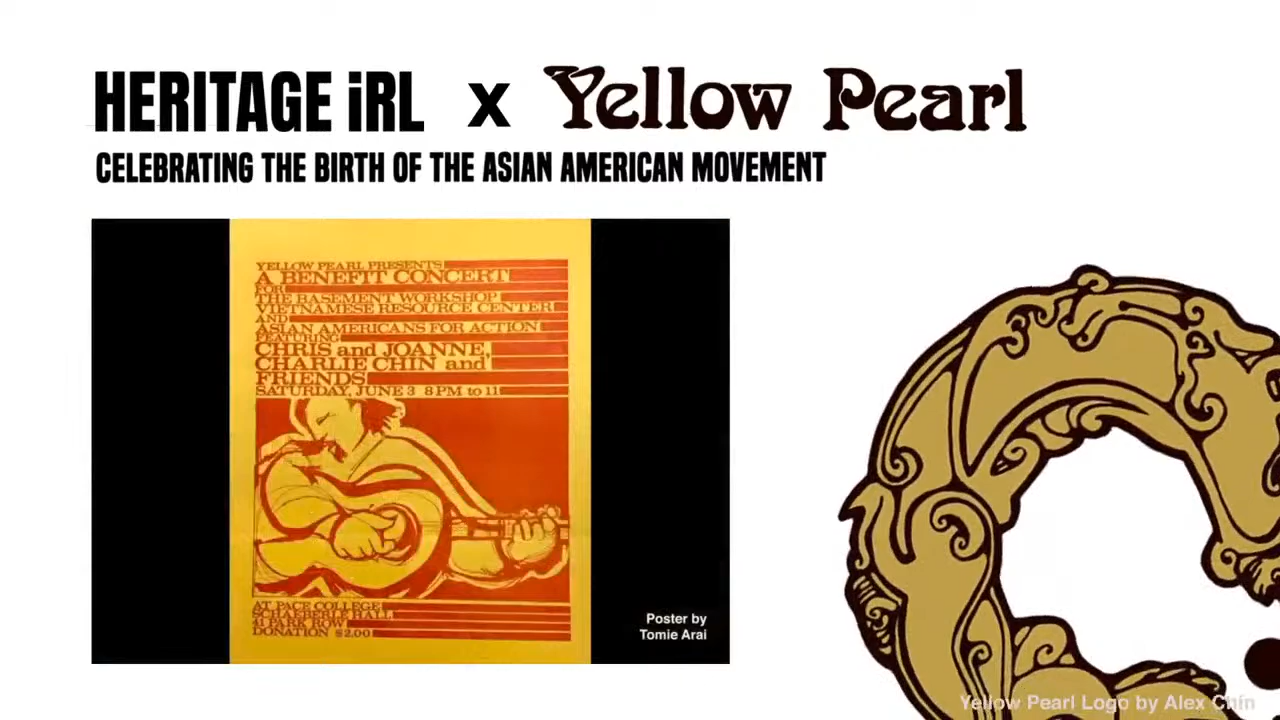 HERITAGE iRL x Yellow Pearl
CELEBRATING THE BIRTH OF THE ASIAN AMERICAN MOVEMENT
YELLOW PEARL PRESENTS
A BENEFIT CONCERT
FOR
THE BASEMENT WORKSHOP
VIETNAMESE RESOURCE CENTER
AND
ASIAN AMERICANS FOR ACTION
FEATURING
CHRIS and JOANNE,
CHARLIE CHIN and
FRIENDS
SATURDAY, JUNE 3 8PM to 11
AT PACE COLLEGE
SCHAEBERLE HALL
41 PARK ROW
DONATION $2.00
Poster by
Tomie Arai
Yellow Pearl Logo by Alex Chin